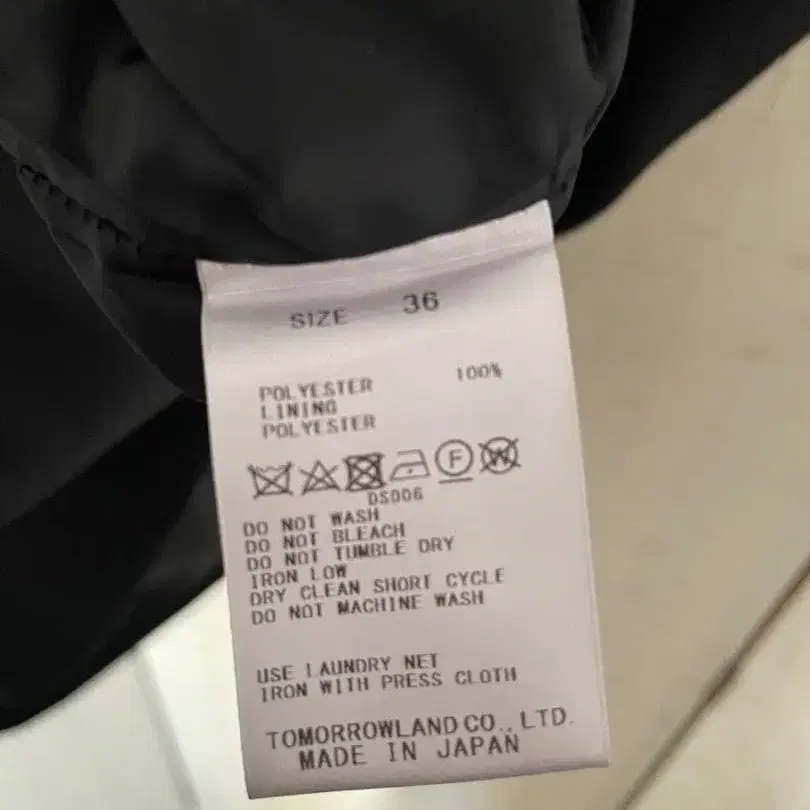 SIZE 36
POLYESTER 100%
LINING
POLYESTER
F W
DS006
DO NOT WASH
DO NOT BLEACH
DO NOT TUMBLE DRY
IRON LOW
DRY CLEAN SHORT CYCLE
DO NOT MACHINE WASH
USE LAUNDRY NET
IRON WITH PRESS CLOTH
TOMORROWLAND CO., LTD.
MADE IN JAPAN